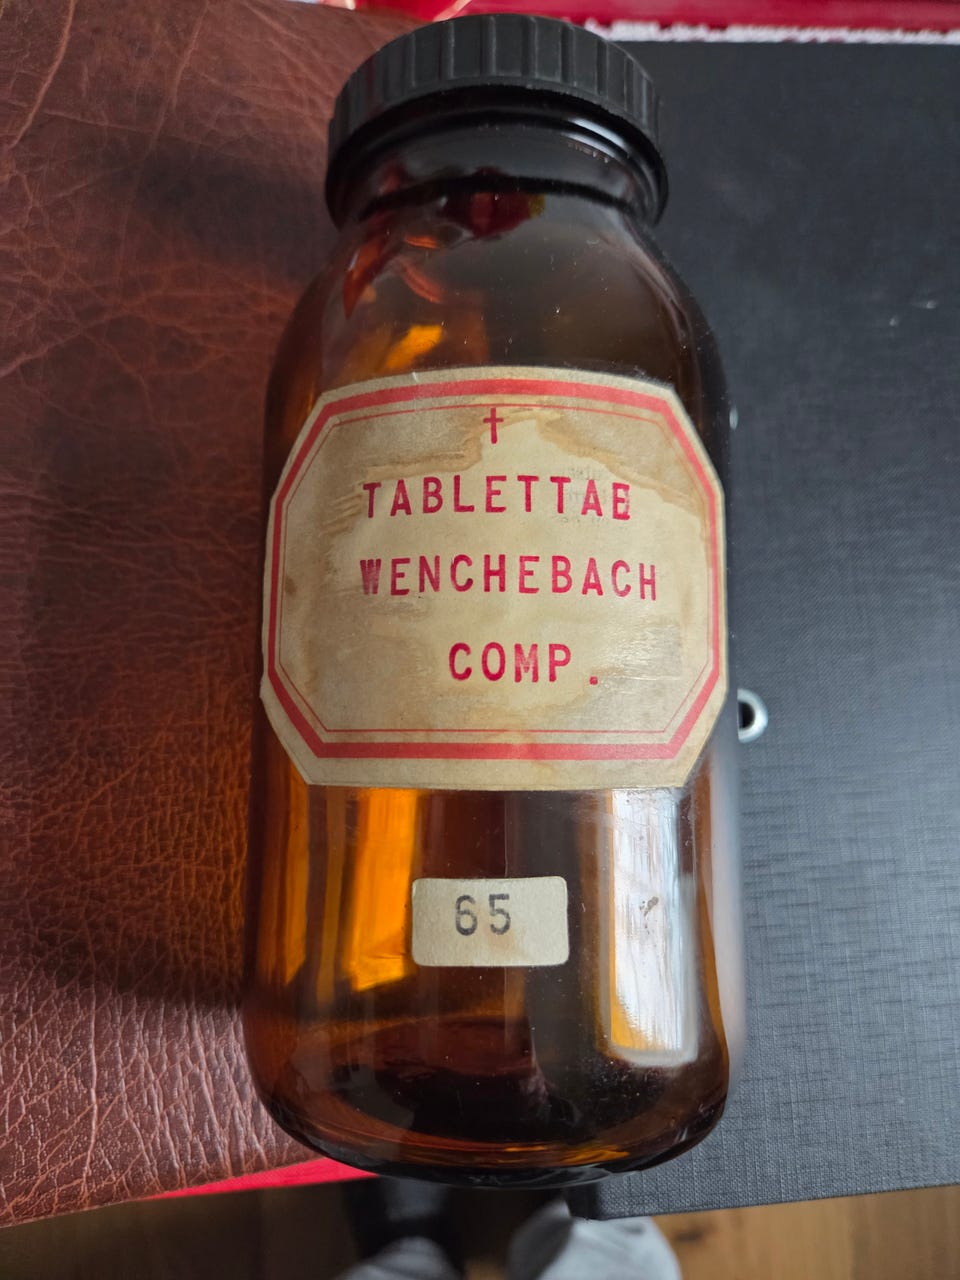 †
TABLETTAE
WENCHEBACH
COMP.
65